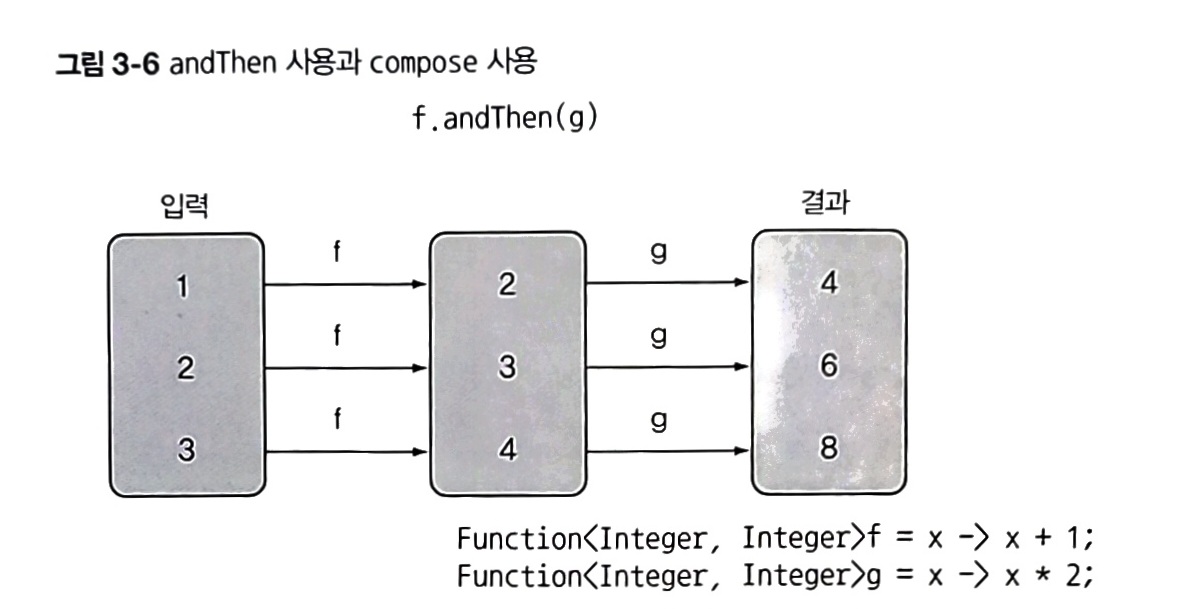 그림 3-6 andThen 사용과 compose 사용
f.andThen(g)
입력 결과
f g
1 2 4
f g
2 3 6
f g
3 4 8
Function<Integer, Integer>f = x -> x + 1;
Function<Integer, Integer>g = x -> x * 2;